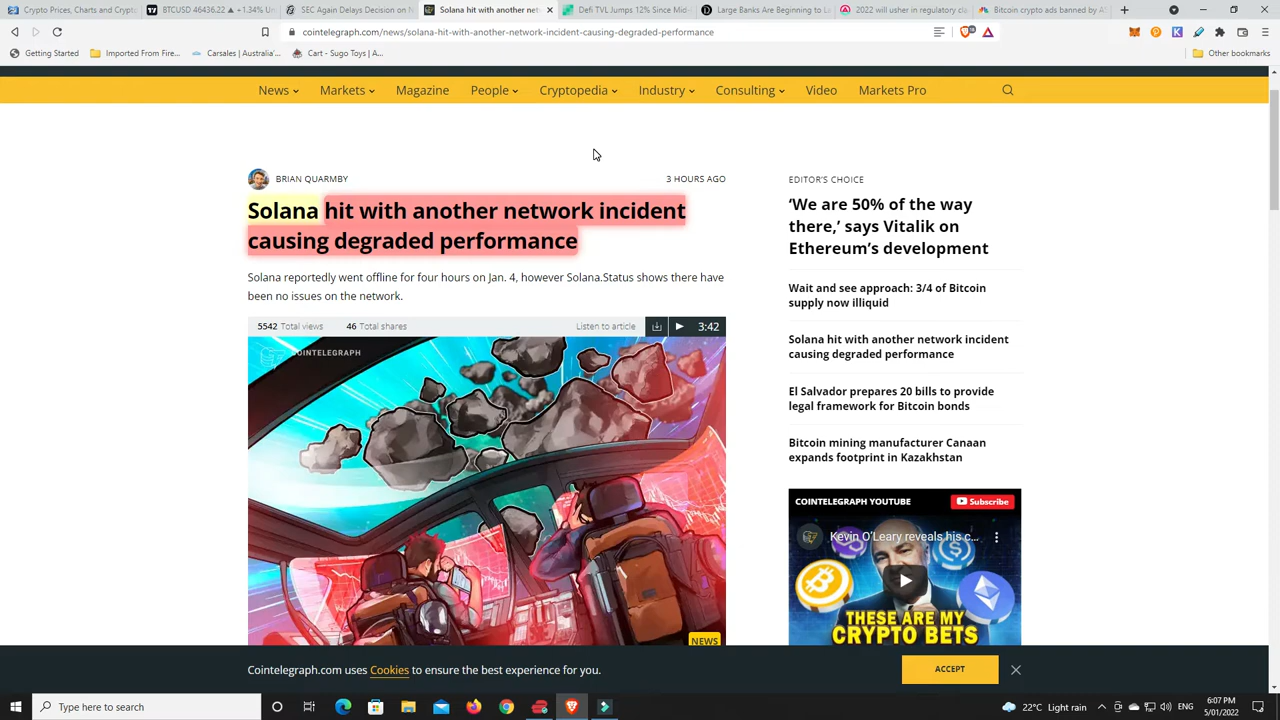 Crypto Prices, Charts and Cry
BTCUSD 46436.22 ▲ +1.34% Un
SEC Again Delays Decision on N
Solana hit with another net
Defi TVL Jumps 12% Since Mid-
Large Banks Are Beginning to Le
2022 will usher in regulatory cla
Bitcoin crypto ads banned by AS
cointelegraph.com/news/solana-hit-with-another-network-incident-causing-degraded-performance
Getting Started
Imported From Fire...
Carsales | Australia'...
Cart - Sugo Toys | A...
Other bookmarks
News
Markets
Magazine
People
Cryptopedia
Industry
Consulting
Video
Markets Pro
BRIAN QUARMBY
3 HOURS AGO
Solana hit with another network incident
causing degraded performance
Solana reportedly went offline for four hours on Jan. 4, however Solana.Status shows there have
been no issues on the network.
5542 Total views
46 Total shares
Listen to article
3:42
COINTELEGRAPH
NEWS
EDITOR'S CHOICE
‘We are 50% of the way
there,’ says Vitalik on
Ethereum’s development
Wait and see approach: 3/4 of Bitcoin
supply now illiquid
Solana hit with another network incident
causing degraded performance
El Salvador prepares 20 bills to provide
legal framework for Bitcoin bonds
Bitcoin mining manufacturer Canaan
expands footprint in Kazakhstan
COINTELEGRAPH YOUTUBE
Subscribe
Kevin O'Leary reveals his c...
THESE ARE MY
CRYPTO BETS
Cointelegraph.com uses Cookies to ensure the best experience for you.
ACCEPT
Type here to search
22°C Light rain
ENG
6:07 PM
5/01/2022